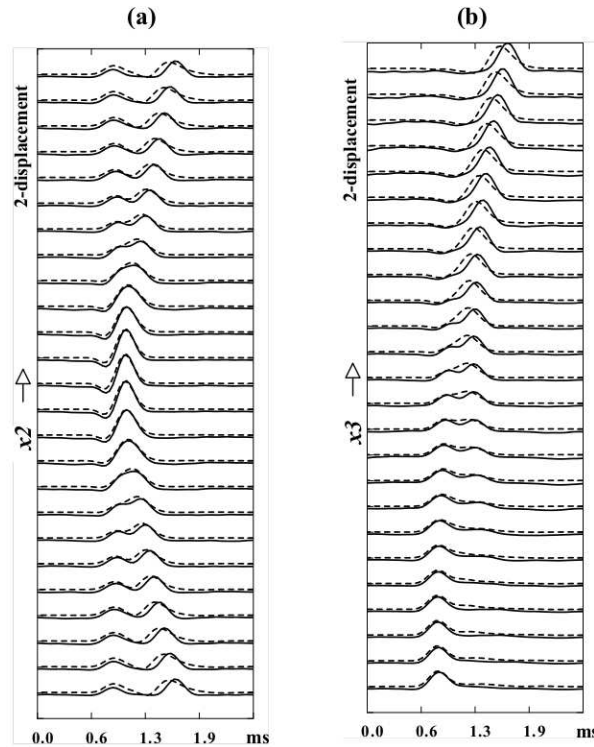 (a)
(b)
2-displacement
x2
2-displacement
x3
0.0 0.6 1.3 1.9 ms
0.0 0.6 1.3 1.9 ms